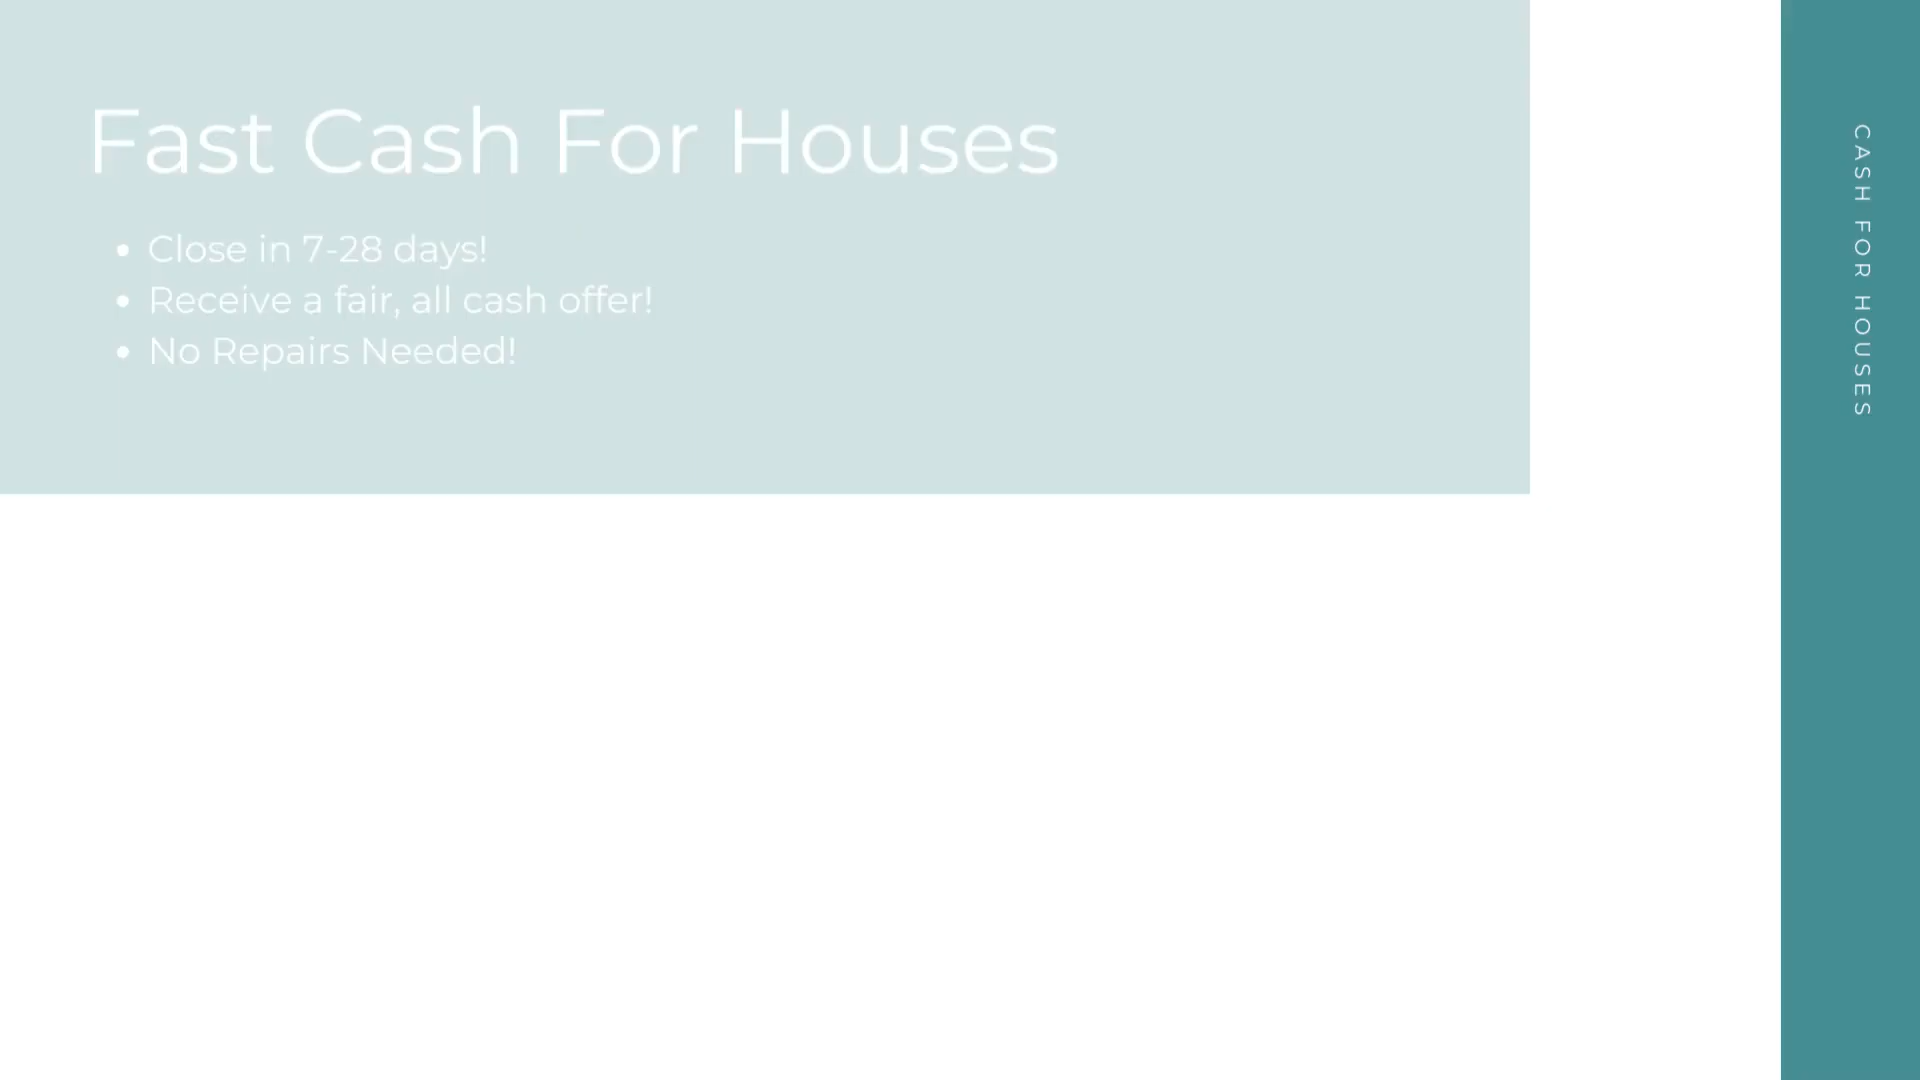 Fast Cash For Houses
• Close in 7-28 days!
• Receive a fair, all cash offer!
• No Repairs Needed!
CASH FOR HOUSES